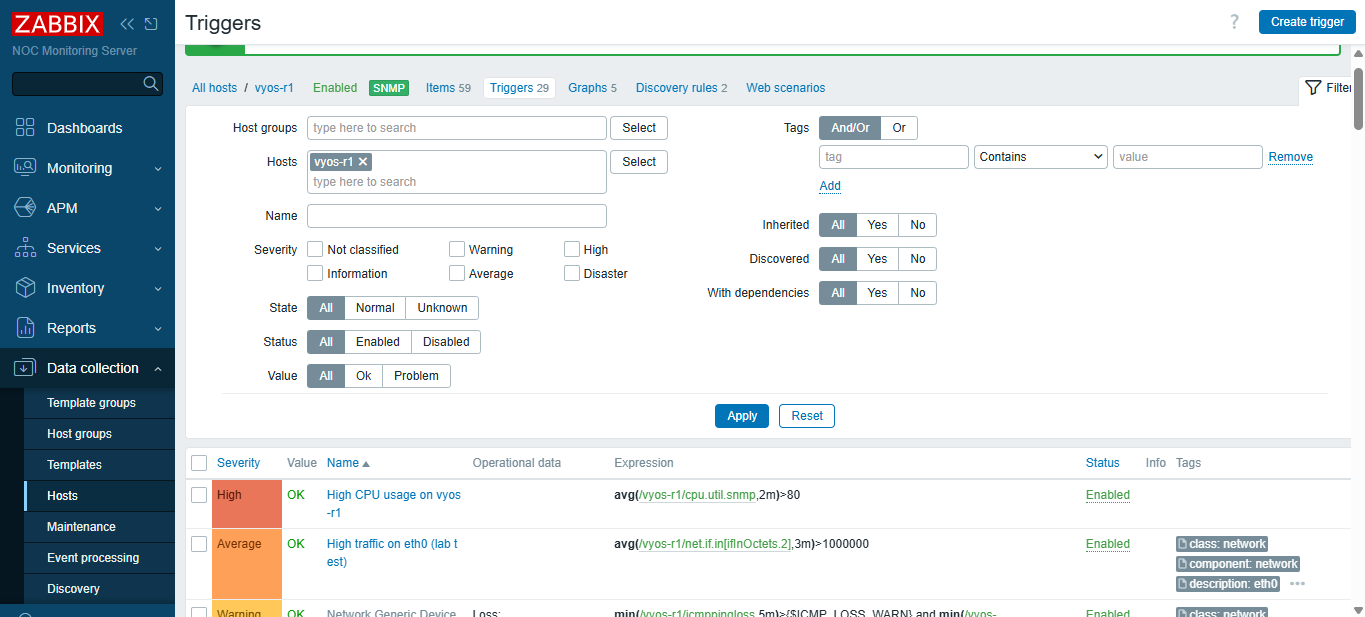 ZABBIX
NOC Monitoring Server
Dashboards
Monitoring
APM
Services
Inventory
Reports
Data collection
Template groups
Host groups
Templates
Hosts
Maintenance
Event processing
Discovery
Triggers
? Create trigger
All hosts / vyos-r1 Enabled SNMP Items 59 Triggers 29 Graphs 5 Discovery rules 2 Web scenarios
Filter
Host groups type here to search Select
Hosts vyos-r1 Select
type here to search
Name
Severity Not classified Warning High
Information Average Disaster
State All Normal Unknown
Status All Enabled Disabled
Value All Ok Problem
Tags And/Or Or
tag Contains value Remove
Add
Inherited All Yes No
Discovered All Yes No
With dependencies All Yes No
Apply Reset
Severity Value Name Operational data Expression Status Info Tags
High OK High CPU usage on vyos avg(/vyos-r1/cpu.util.snmp,2m)>80 Enabled
-r1
Average OK High traffic on eth0 (lab t avg(/vyos-r1/net.if.in[ifInOctets.2],3m)>1000000 Enabled class: network
est) component: network
description: eth0
Warning OK Network Generic Device Loss: min(/vyos-r1/icmppingloss,5m)>{$ICMP_LOSS_WARN} and min(/vyos- Enabled class: network